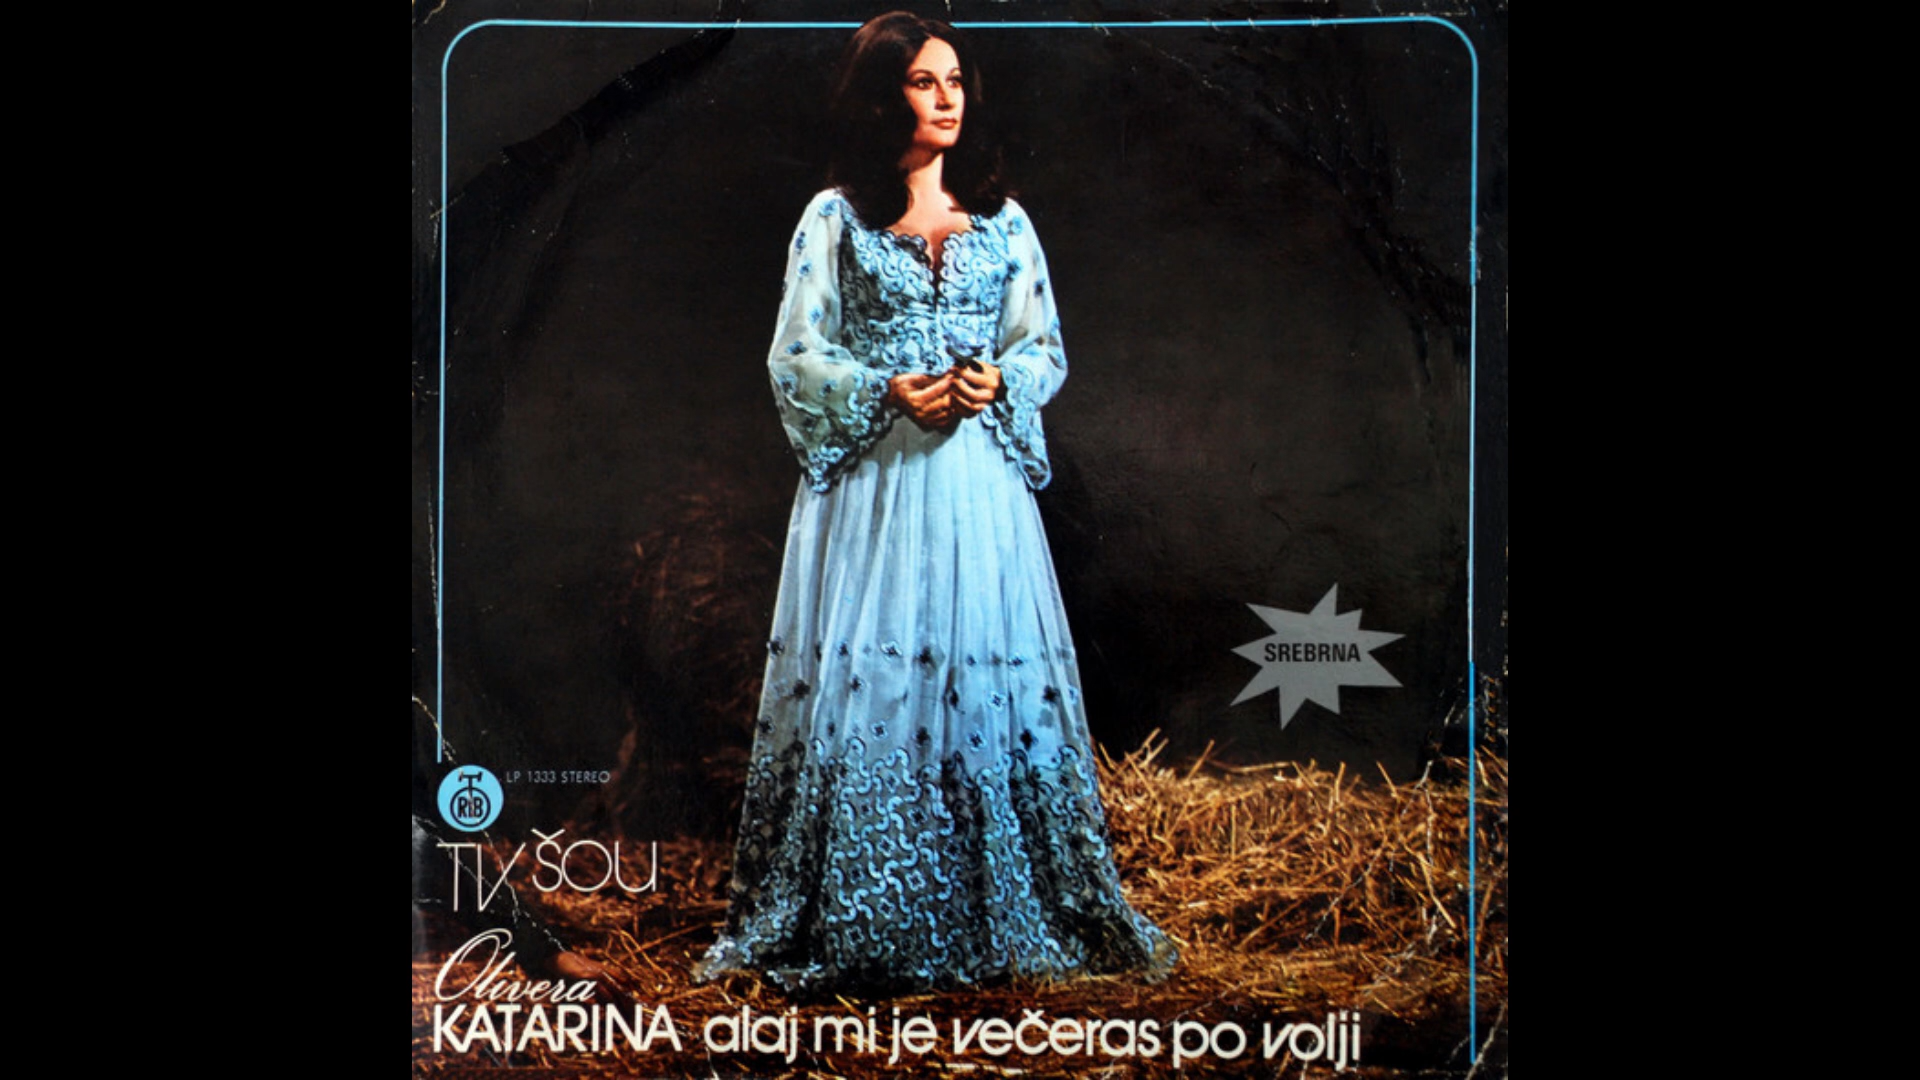 SREBRNA
LP 1333 STEREO
RTB
TV ŠOU
Olivera
KATARINA alaj mi je večeras po volji